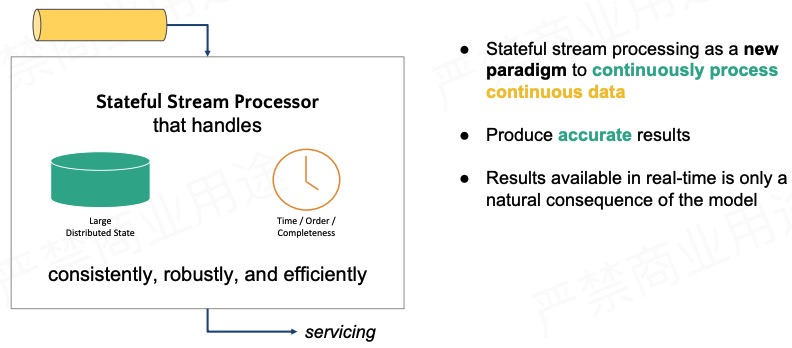 Stateful Stream Processor
that handles
Large
Distributed State
Time / Order /
Completeness
consistently, robustly, and efficiently
servicing
● Stateful stream processing as a new
paradigm to continuously process
continuous data
● Produce accurate results
● Results available in real-time is only a
natural consequence of the model
严禁商业用途
严禁商业用途
严禁商业用途